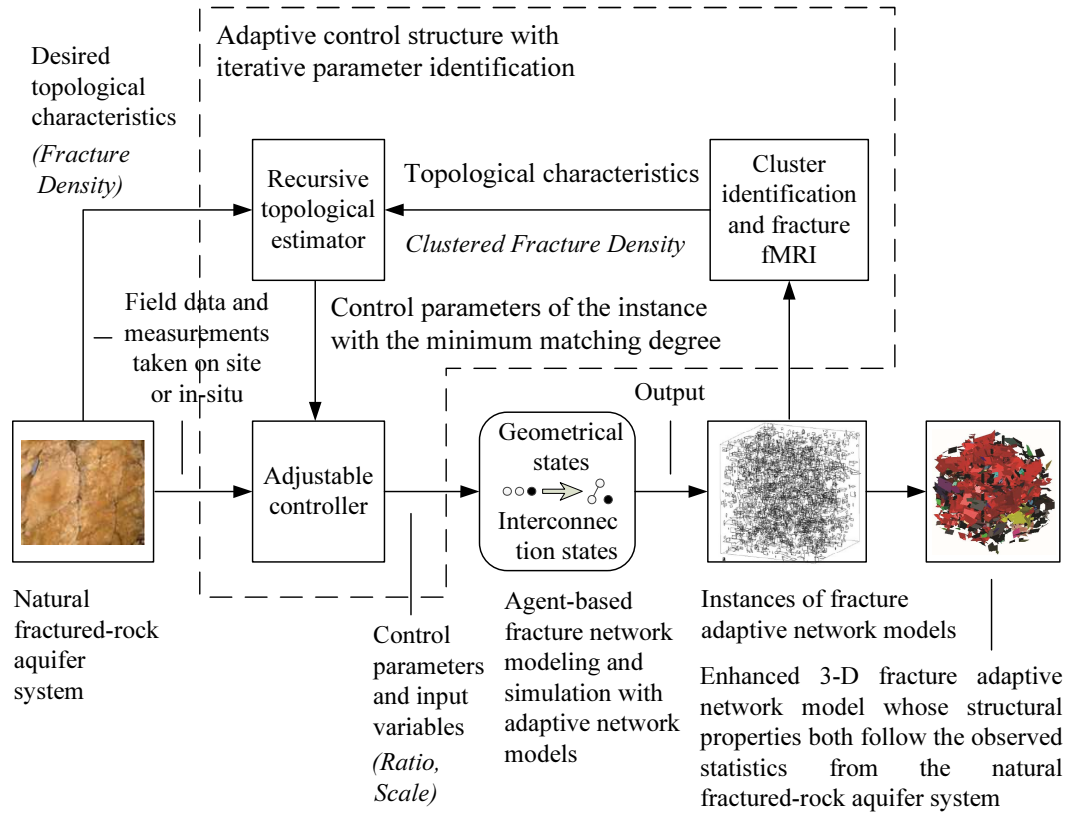 Adaptive control structure with
iterative parameter identification
Desired
topological
characteristics
(Fracture
Density)
Recursive
topological
estimator
Topological characteristics
Clustered Fracture Density
Cluster
identification
and fracture
fMRI
Field data and
measurements
taken on site
or in-situ
Control parameters of the instance
with the minimum matching degree
Output
Adjustable
controller
Geometrical
states
Interconnec
tion states
Natural
fractured-rock
aquifer
system
Control
parameters
and input
variables
(Ratio,
Scale)
Agent-based
fracture network
modeling and
simulation with
adaptive network
models
Instances of fracture
adaptive network models
Enhanced 3-D fracture adaptive
network model whose structural
properties both follow the observed
statistics from the natural
fractured-rock aquifer system